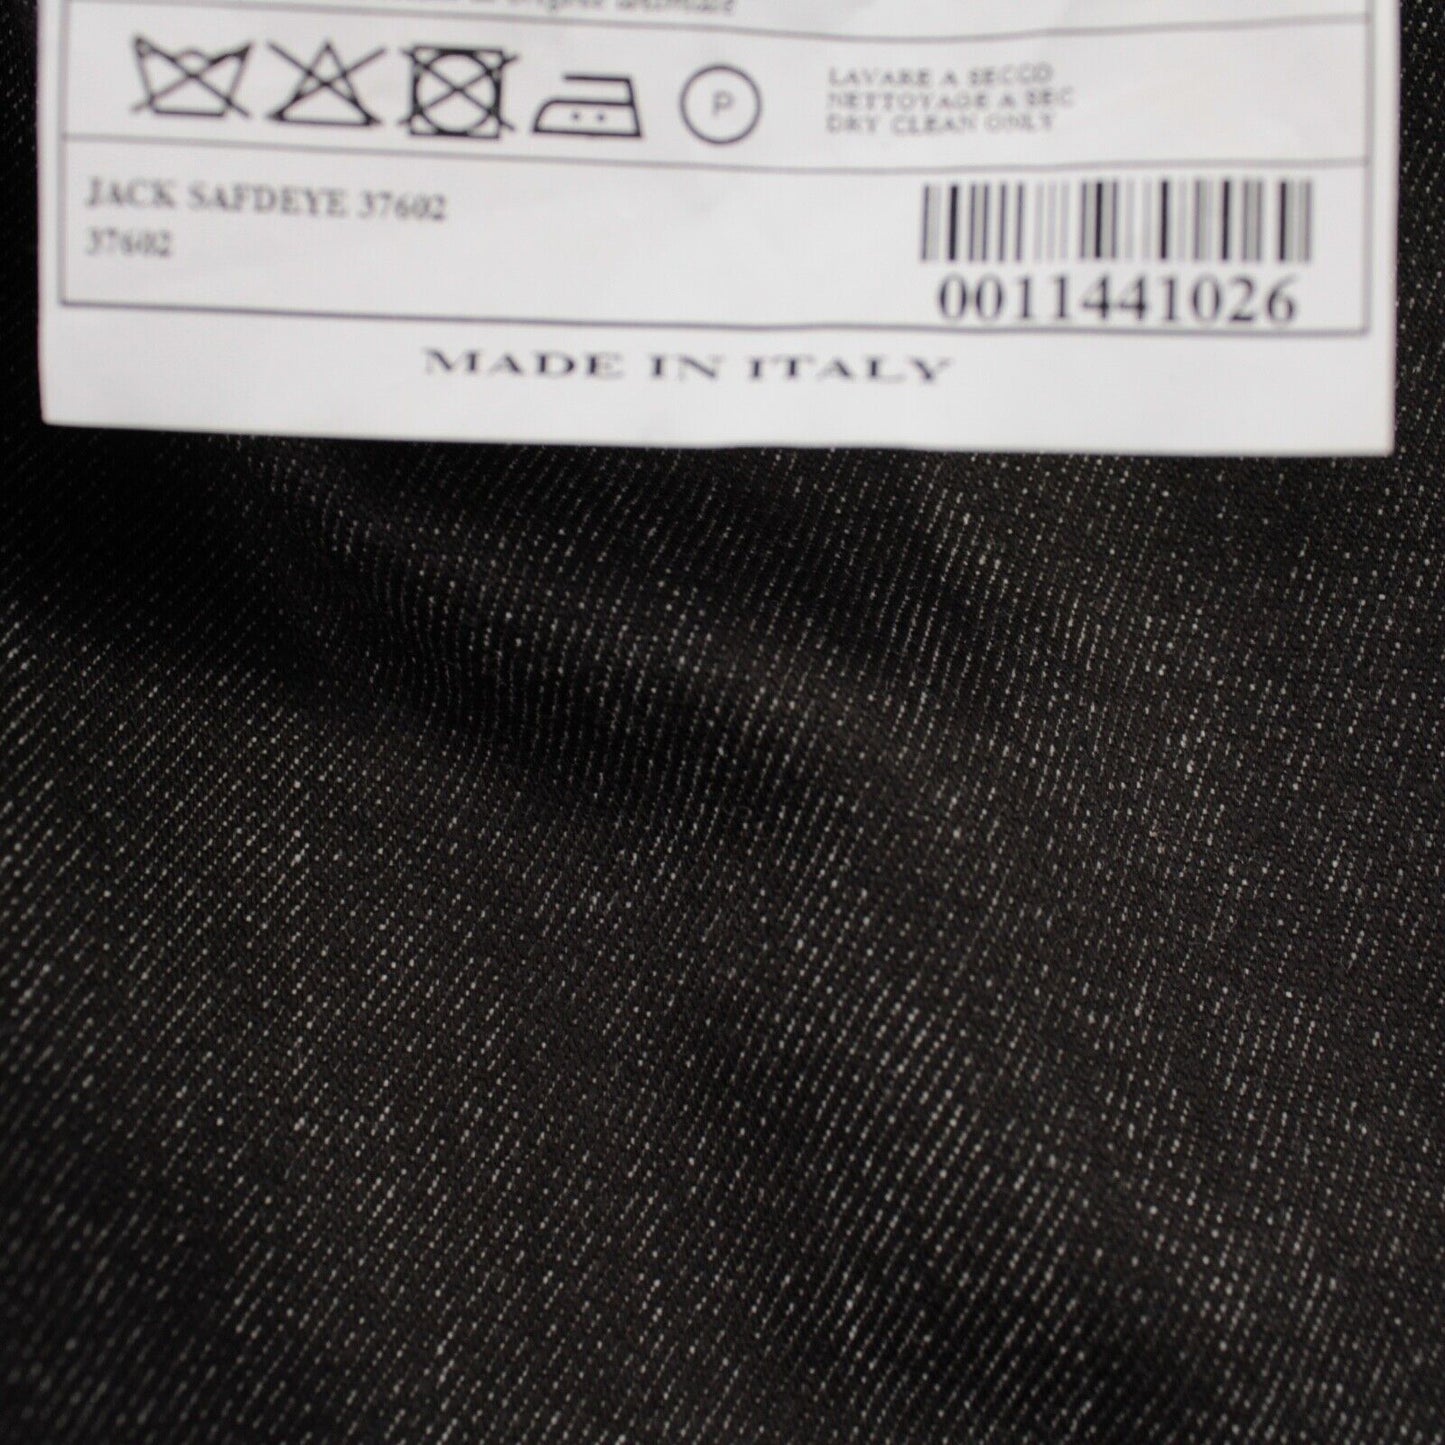 P
LAVARE A SECCO
NETTOYAGE A SEC
DRY CLEAN ONLY
JACK SAFDEYE 37602
37602
0011441026
MADE IN ITALY